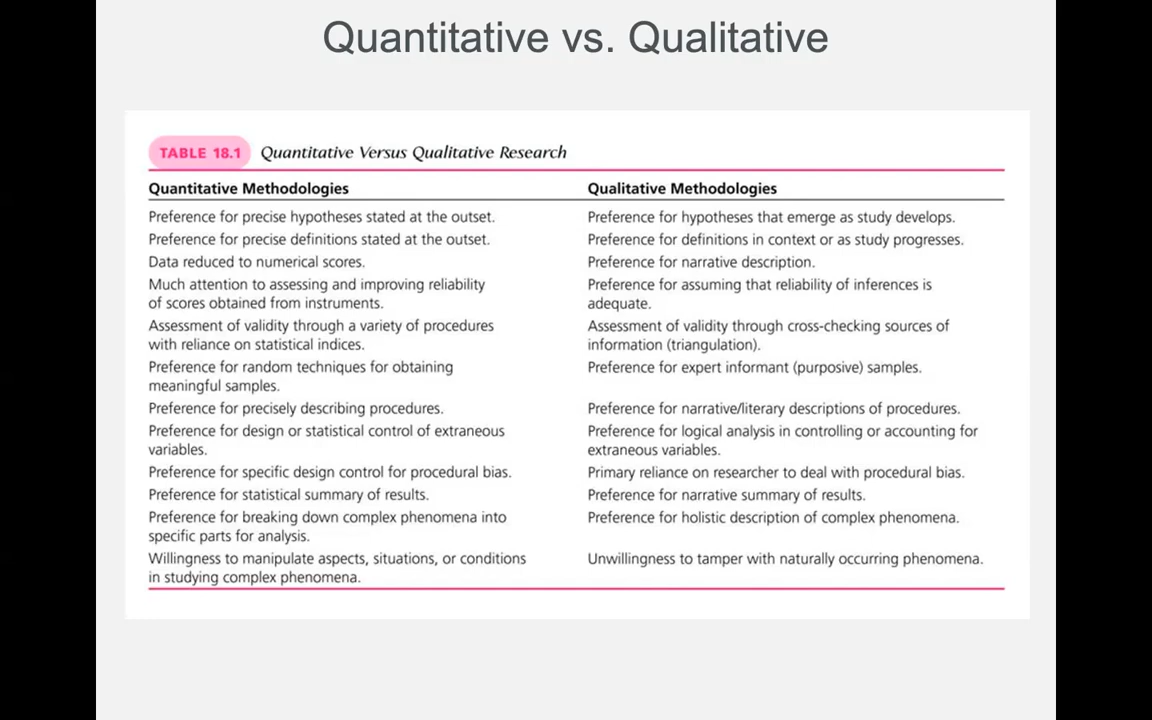 Quantitative vs. Qualitative
TABLE 18.1 Quantitative Versus Qualitative Research
Quantitative Methodologies Qualitative Methodologies
Preference for precise hypotheses stated at the outset. Preference for hypotheses that emerge as study develops.
Preference for precise definitions stated at the outset. Preference for definitions in context or as study progresses.
Data reduced to numerical scores. Preference for narrative description.
Much attention to assessing and improving reliability Preference for assuming that reliability of inferences is
of scores obtained from instruments. adequate.
Assessment of validity through a variety of procedures Assessment of validity through cross-checking sources of
with reliance on statistical indices. information (triangulation).
Preference for random techniques for obtaining Preference for expert informant (purposive) samples.
meaningful samples.
Preference for precisely describing procedures. Preference for narrative/literary descriptions of procedures.
Preference for design or statistical control of extraneous Preference for logical analysis in controlling or accounting for
variables. extraneous variables.
Preference for specific design control for procedural bias. Primary reliance on researcher to deal with procedural bias.
Preference for statistical summary of results. Preference for narrative summary of results.
Preference for breaking down complex phenomena into Preference for holistic description of complex phenomena.
specific parts for analysis.
Willingness to manipulate aspects, situations, or conditions Unwillingness to tamper with naturally occurring phenomena.
in studying complex phenomena.